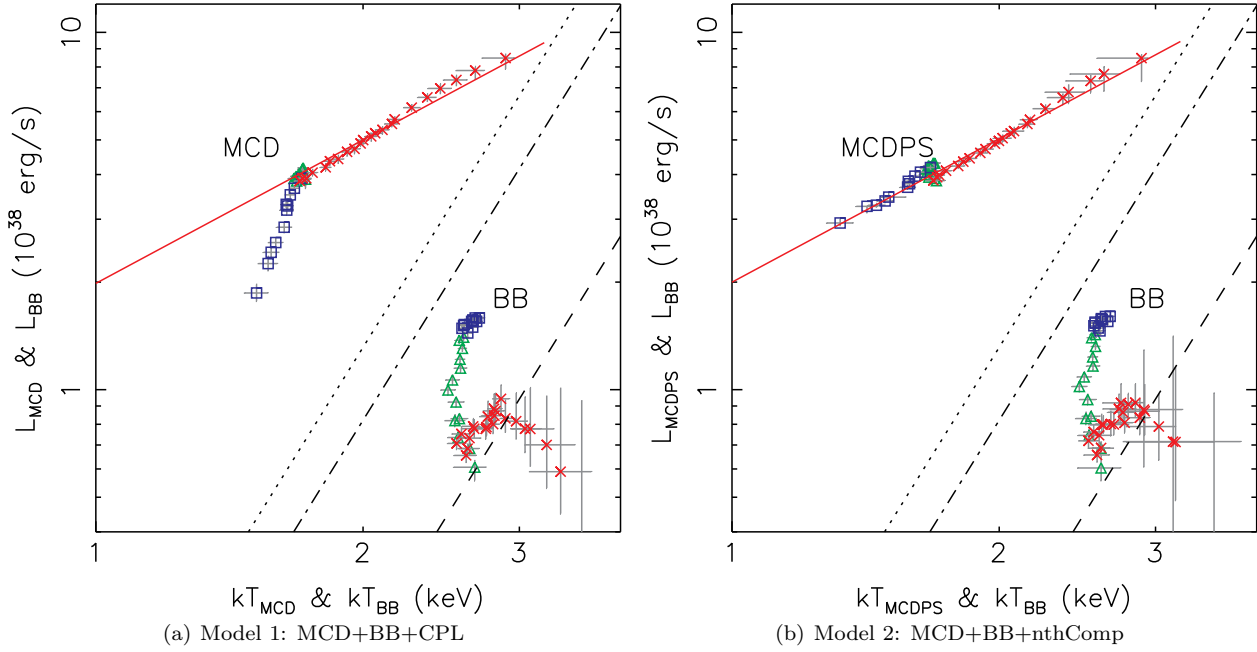 10
1
L_MCD & L_BB (10^38 erg/s)
MCD
BB
1 2 3
kT_MCD & kT_BB (keV)
(a) Model 1: MCD+BB+CPL
10
1
L_MCDPS & L_BB (10^38 erg/s)
MCDPS
BB
1 2 3
kT_MCDPS & kT_BB (keV)
(b) Model 2: MCD+BB+nthComp